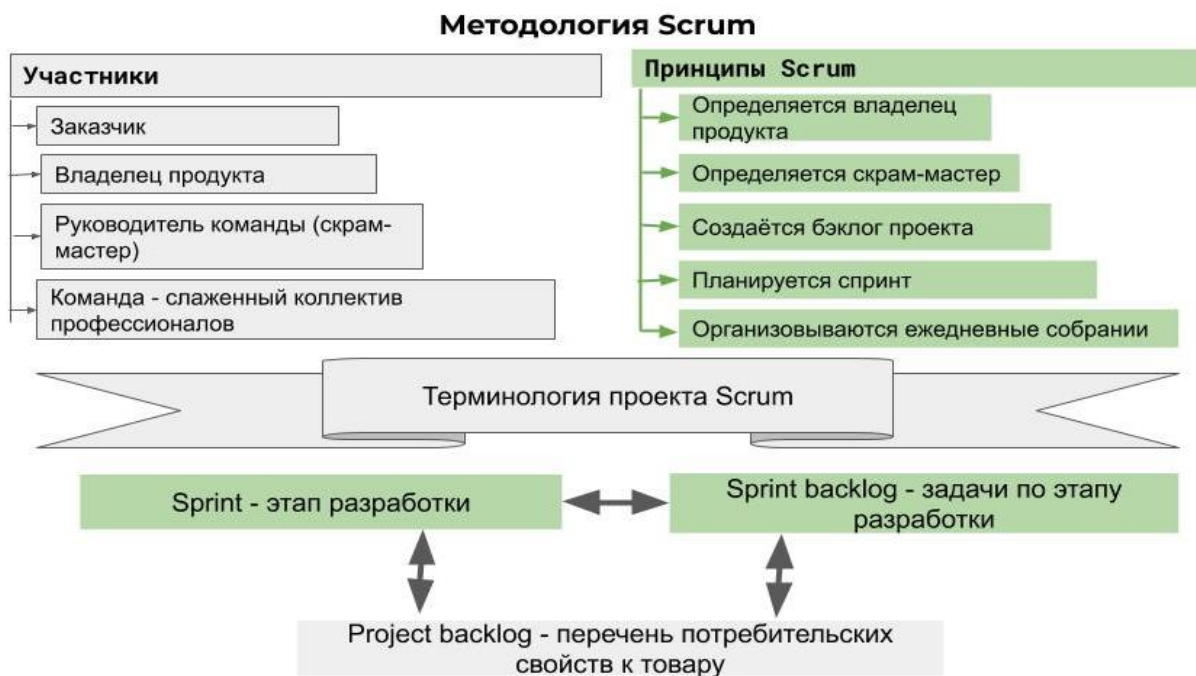 Методология Scrum
Участники
Заказчик
Владелец продукта
Руководитель команды (скрам-
мастер)
Команда - слаженный коллектив
профессионалов
Принципы Scrum
Определяется владелец
продукта
Определяется скрам-мастер
Создаётся бэклог проекта
Планируется спринт
Организовываются ежедневные собрании
Терминология проекта Scrum
Sprint - этап разработки
Sprint backlog - задачи по этапу
разработки
Project backlog - перечень потребительских
свойств к товару